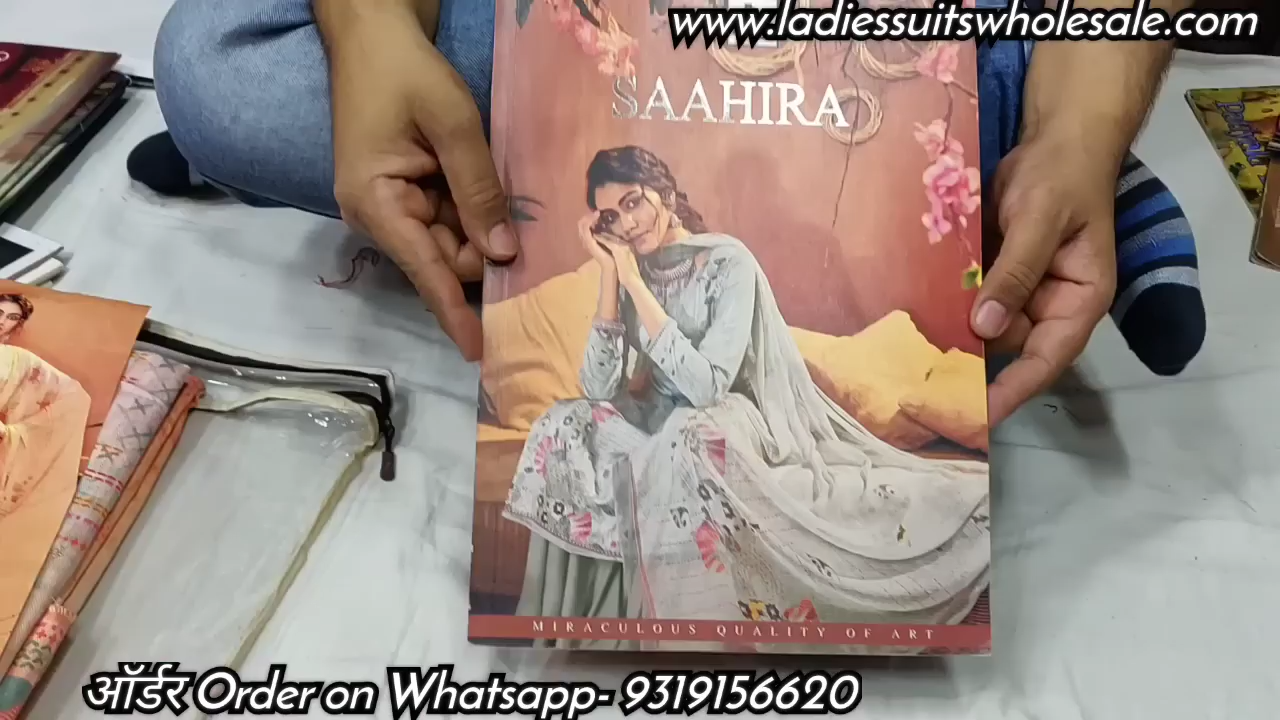 www.ladiessuitswholesale.com
SAAHIRA
MIRACULOUS QUALITY OF ART
ऑर्डर Order on Whatsapp- 9319156620